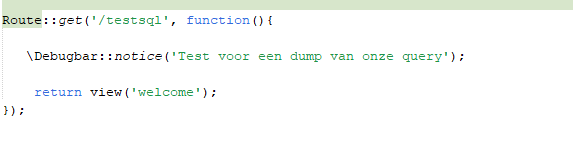 Route::get('/testsql', function(){
\Debugbar::notice('Test voor een dump van onze query');
return view('welcome');
});